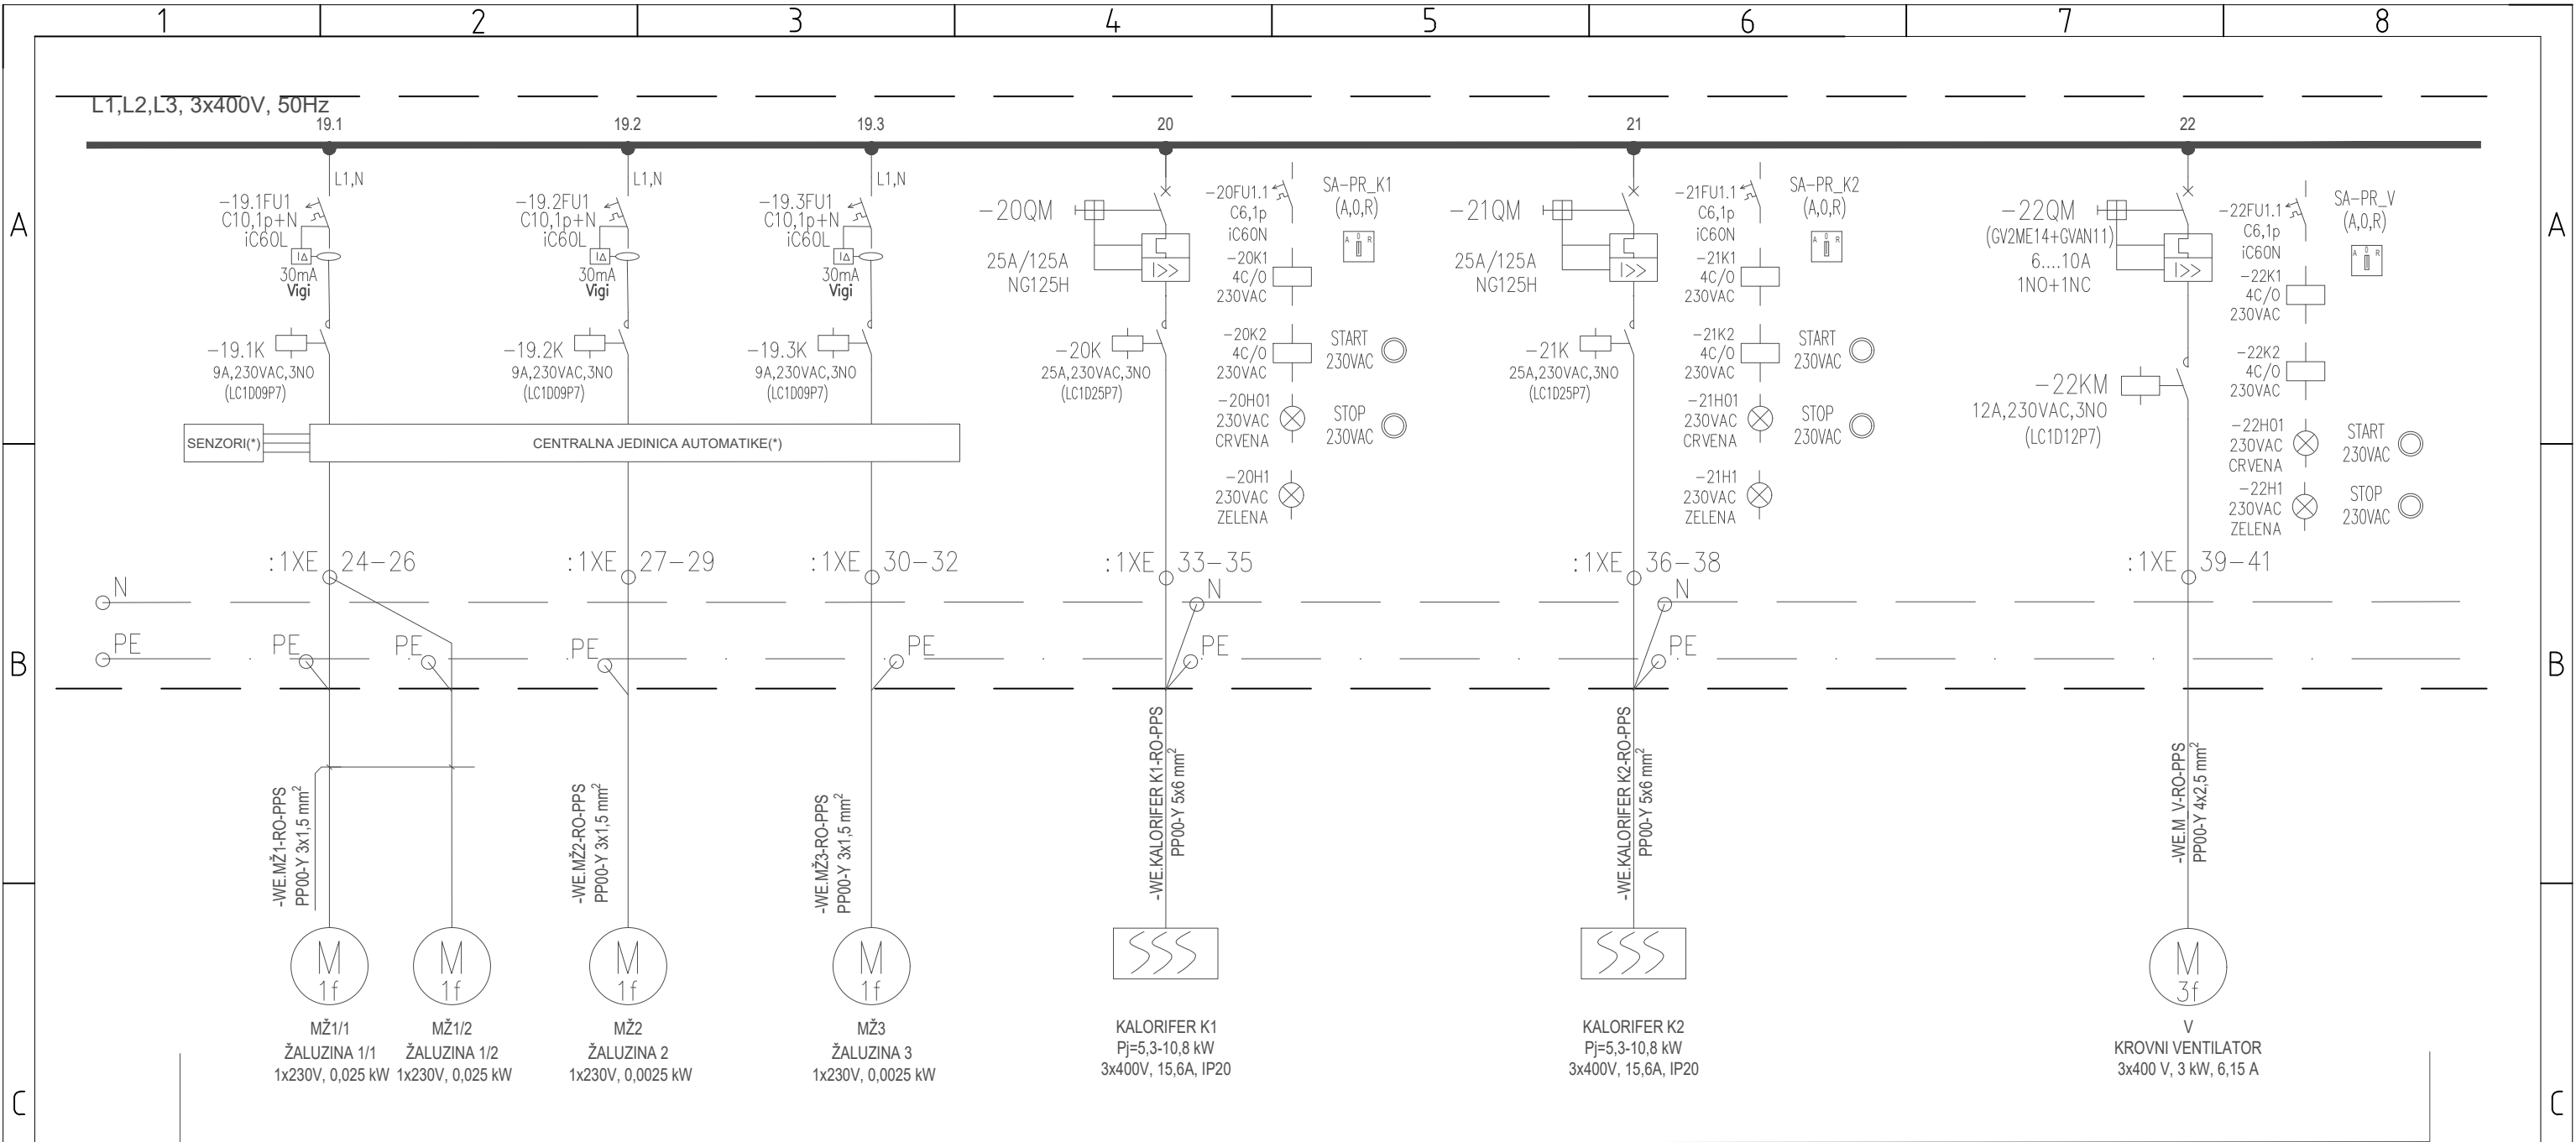 1 2 3 4 5 6 7 8
L1,L2,L3, 3x400V, 50Hz
19.1 19.2 19.3 20 21 22
A
A
L1,N
-19.1FU1
C10,1p+N
iC60L
I∆
30mA
Vigi
-19.1K
9A,230VAC,3NO
(LC1D09P7)
L1,N
-19.2FU1
C10,1p+N
iC60L
I∆
30mA
Vigi
-19.2K
9A,230VAC,3NO
(LC1D09P7)
L1,N
-19.3FU1
C10,1p+N
iC60L
I∆
30mA
Vigi
-19.3K
9A,230VAC,3NO
(LC1D09P7)
SENZORI(*)
CENTRALNA JEDINICA AUTOMATIKE(*)
-20QM
25A/125A
NG125H
I>>
-20K
25A,230VAC,3NO
(LC1D25P7)
-20FU1.1
C6,1p
iC60N
-20K1
4C/O
230VAC
-20K2
4C/O
230VAC
-20H01
230VAC
CRVENA
-20H1
230VAC
ZELENA
SA-PR_K1
(A,0,R)
A 0 R
START
230VAC
STOP
230VAC
-21QM
25A/125A
NG125H
I>>
-21K
25A,230VAC,3NO
(LC1D25P7)
-21FU1.1
C6,1p
iC60N
-21K1
4C/O
230VAC
-21K2
4C/O
230VAC
-21H01
230VAC
CRVENA
-21H1
230VAC
ZELENA
SA-PR_K2
(A,0,R)
A 0 R
START
230VAC
STOP
230VAC
-22QM
(GV2ME14+GVAN11)
6....10A
1NO+1NC
I>>
-22KM
12A,230VAC,3NO
(LC1D12P7)
-22FU1.1
C6,1p
iC60N
-22K1
4C/O
230VAC
-22K2
4C/O
230VAC
-22H01
230VAC
CRVENA
-22H1
230VAC
ZELENA
SA-PR_V
(A,0,R)
A 0 R
START
230VAC
STOP
230VAC
:1XE 24-26
:1XE 27-29
:1XE 30-32
:1XE 33-35
:1XE 36-38
:1XE 39-41
N N N
PE PE PE PE PE PE PE
B
B
-WE.MŽ1-RO-PPS
PP00-Y 3x1,5 mm²
-WE.MŽ2-RO-PPS
PP00-Y 3x1,5 mm²
-WE.MŽ3-RO-PPS
PP00-Y 3x1,5 mm²
-WE.KALORIFER K1-RO-PPS
PP00-Y 5x6 mm²
-WE.KALORIFER K2-RO-PPS
PP00-Y 5x6 mm²
-WE.M V-RO-PPS
PP00-Y 4x2,5 mm²
M
1f
M
1f
M
1f
M
1f
M
3f
MŽ1/1
ŽALUZINA 1/1
1x230V, 0,025 kW
MŽ1/2
ŽALUZINA 1/2
1x230V, 0,025 kW
MŽ2
ŽALUZINA 2
1x230V, 0,0025 kW
MŽ3
ŽALUZINA 3
1x230V, 0,0025 kW
KALORIFER K1
Pj=5,3-10,8 kW
3x400V, 15,6A, IP20
KALORIFER K2
Pj=5,3-10,8 kW
3x400V, 15,6A, IP20
V
KROVNI VENTILATOR
3x400 V, 3 kW, 6,15 A
C
C